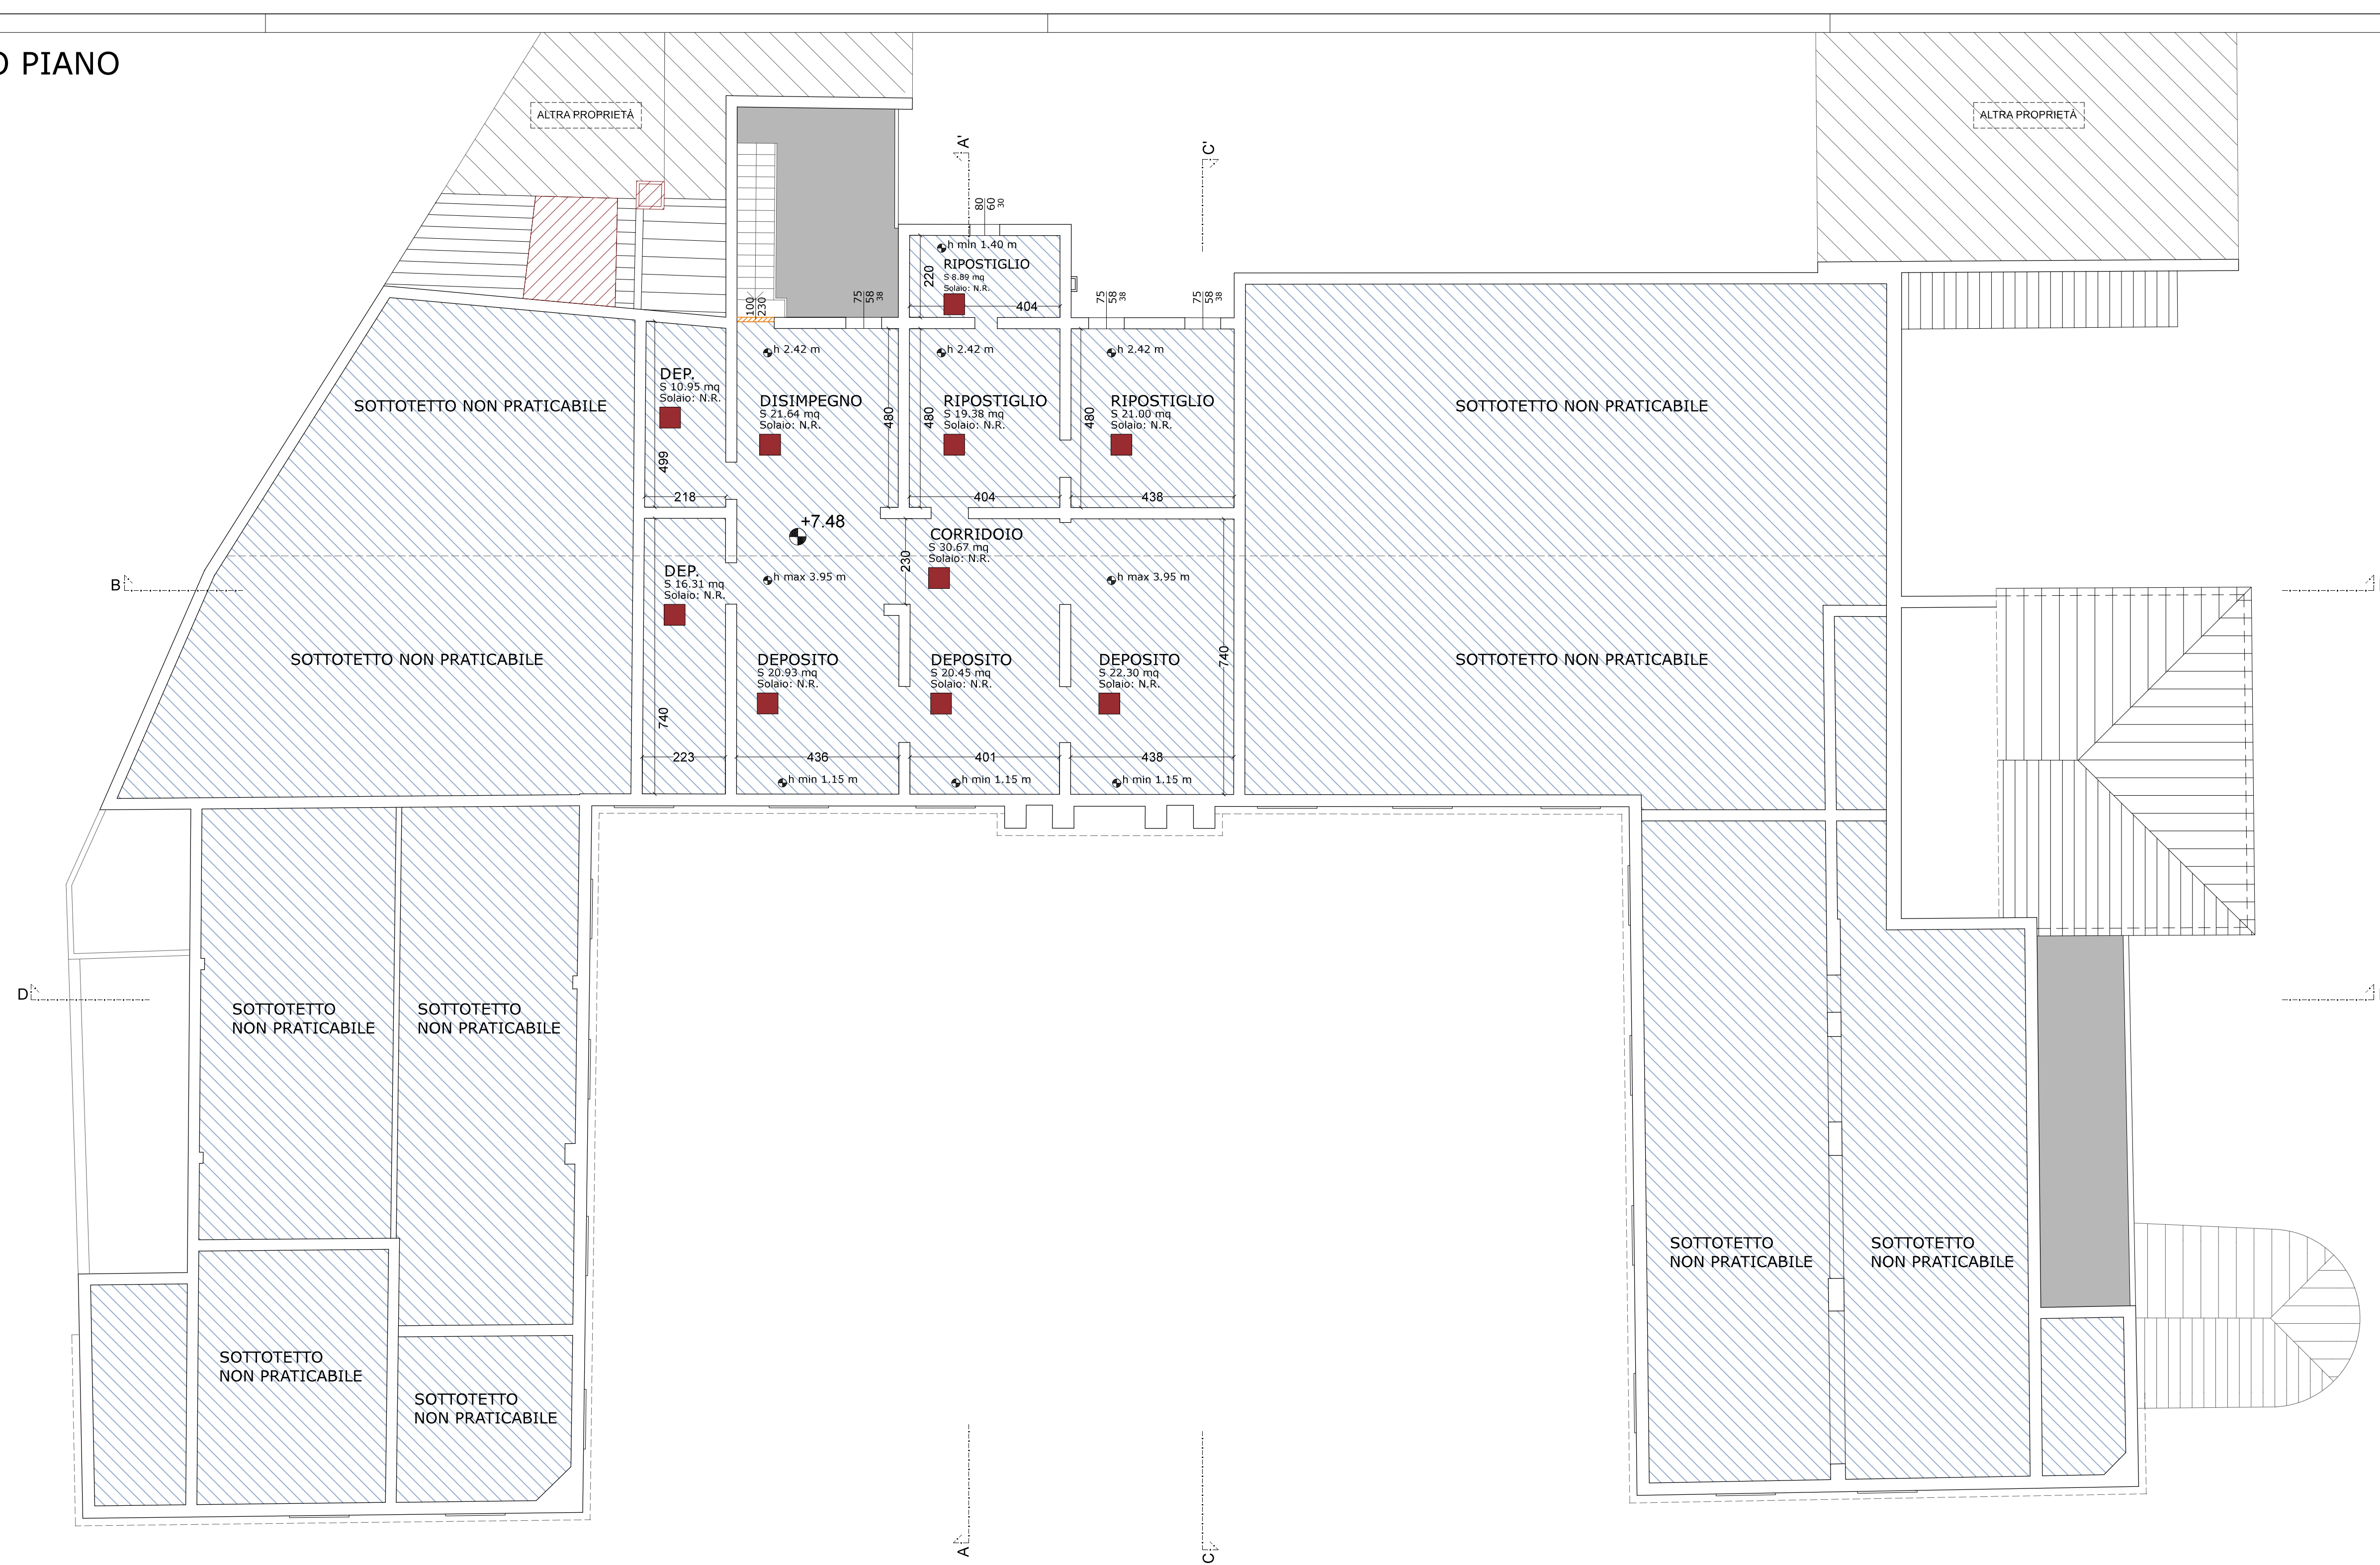 O PIANO
ALTRA PROPRIETÀ
ALTRA PROPRIETÀ
A'
C'
80
60
30
h min 1.40 m
RIPOSTIGLIO
S 8.89 mq
Solaio: N.R.
220
404
100
230
75
58
38
75
58
38
75
58
38
h 2.42 m
h 2.42 m
h 2.42 m
DEP.
S 10.95 mq
Solaio: N.R.
DISIMPEGNO
S 21.64 mq
Solaio: N.R.
RIPOSTIGLIO
S 19.38 mq
Solaio: N.R.
RIPOSTIGLIO
S 21.00 mq
Solaio: N.R.
SOTTOTETTO NON PRATICABILE
SOTTOTETTO NON PRATICABILE
480
480
480
499
218
404
438
+7.48
CORRIDOIO
S 30.67 mq
Solaio: N.R.
230
B
DEP.
S 16.31 mq
Solaio: N.R.
h max 3.95 m
h max 3.95 m
SOTTOTETTO NON PRATICABILE
DEPOSITO
S 20.93 mq
Solaio: N.R.
DEPOSITO
S 20.45 mq
Solaio: N.R.
DEPOSITO
S 22.30 mq
Solaio: N.R.
740
SOTTOTETTO NON PRATICABILE
740
223
436
401
438
h min 1.15 m
h min 1.15 m
h min 1.15 m
D
SOTTOTETTO
NON PRATICABILE
SOTTOTETTO
NON PRATICABILE
SOTTOTETTO
NON PRATICABILE
SOTTOTETTO
NON PRATICABILE
SOTTOTETTO
NON PRATICABILE
SOTTOTETTO
NON PRATICABILE
A
C